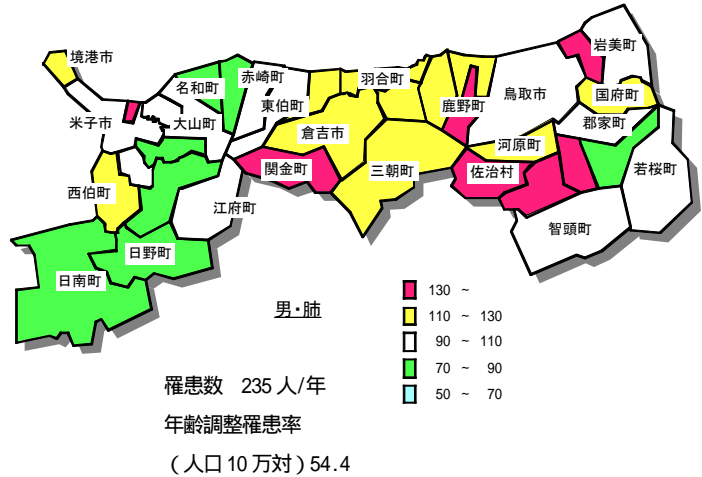 境港市
岩美町
赤崎町
羽合町
名和町
国府町
鳥取市
東伯町
鹿野町
米子市
大山町
倉吉市
郡家町
河原町
関金町
三朝町
佐治村
若桜町
西伯町
江府町
智頭町
日野町
日南町
男・肺
130 ~
110 ~ 130
90 ~ 110
70 ~ 90
50 ~ 70
罹患数 235 人/年
年齢調整罹患率
(人口10万対)54.4